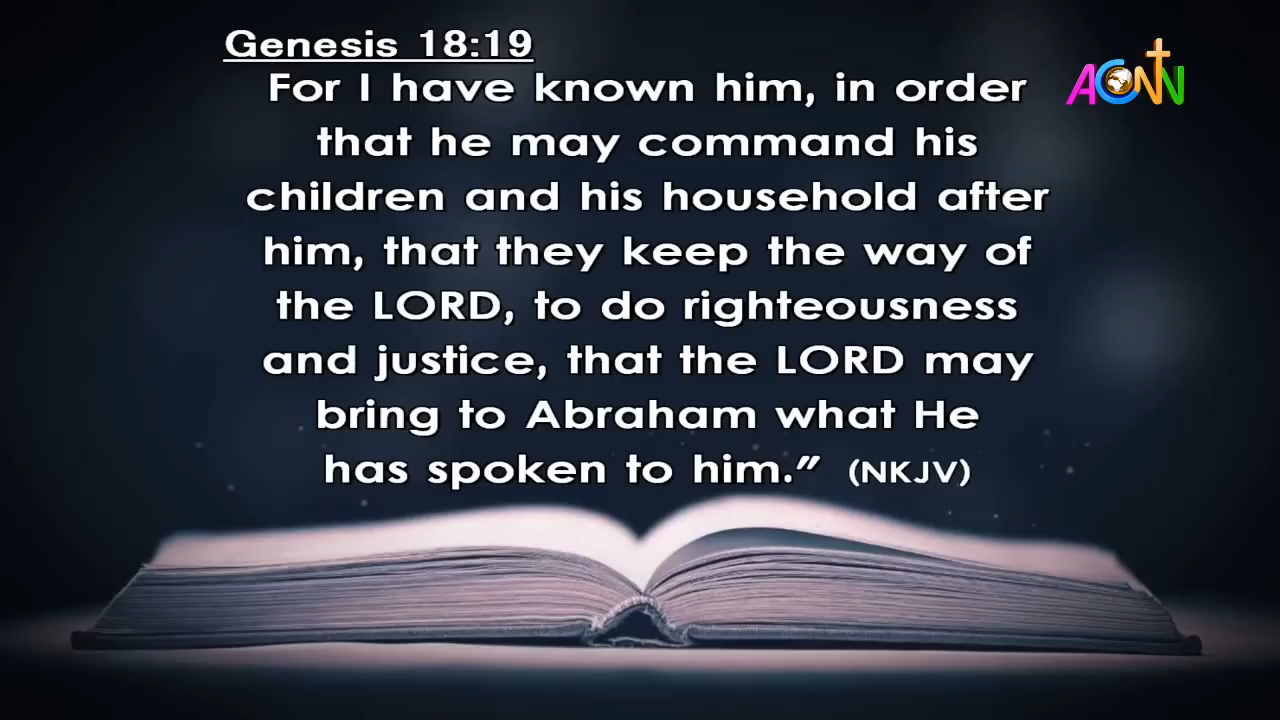 Genesis 18:19
For I have known him, in order
that he may command his
children and his household after
him, that they keep the way of
the LORD, to do righteousness
and justice, that the LORD may
bring to Abraham what He
has spoken to him.” (NKJV)
ACNN